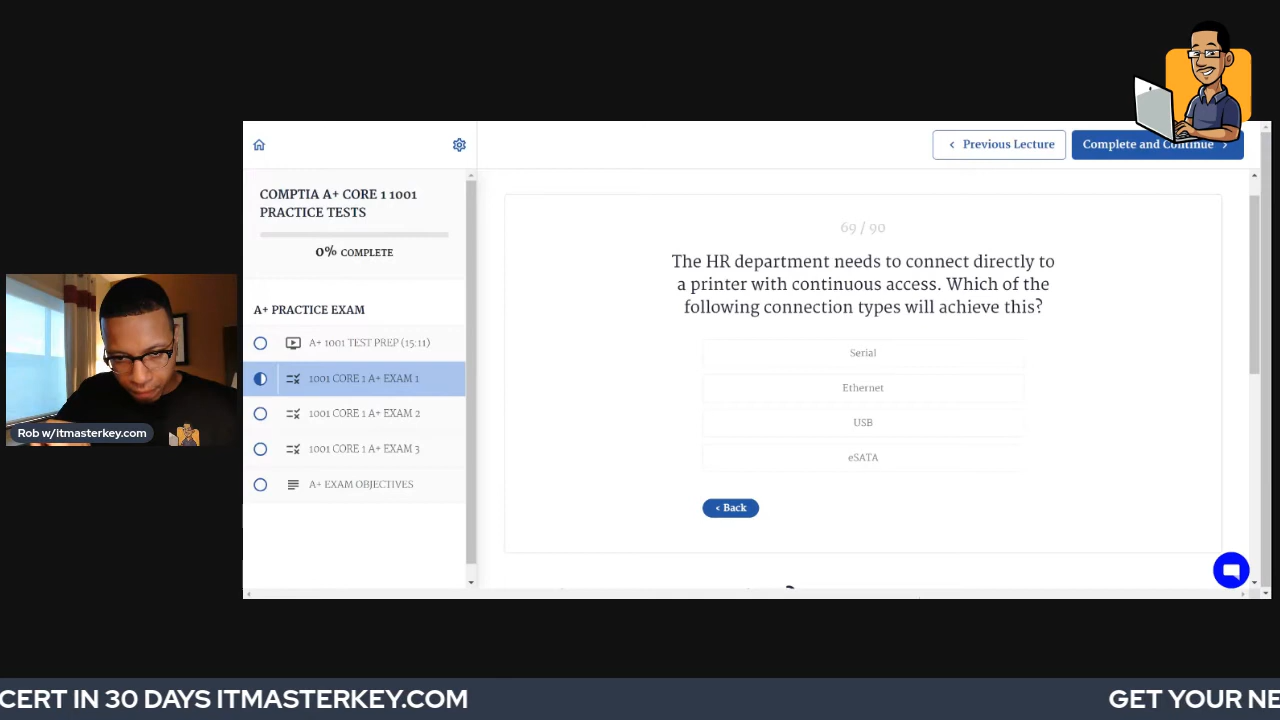 Previous Lecture
Complete and Continue
COMPTIA A+ CORE 1 1001
PRACTICE TESTS
0% COMPLETE
A+ PRACTICE EXAM
A+ 1001 TEST PREP (15:11)
1001 CORE 1 A+ EXAM 1
1001 CORE 1 A+ EXAM 2
1001 CORE 1 A+ EXAM 3
A+ EXAM OBJECTIVES
69 / 90
The HR department needs to connect directly to
a printer with continuous access. Which of the
following connection types will achieve this?
Serial
Ethernet
USB
eSATA
Back
Rob w/itmasterkey.com
CERT IN 30 DAYS ITMASTERKEY.COM
GET YOUR NE